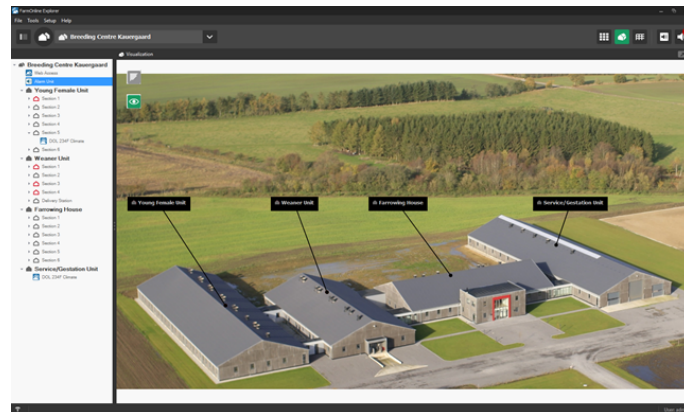 FarmOnline Explorer
File Tools Setup Help
Breeding Centre Kauergaard
Visualization
Breeding Centre Kauergaard
Web Access
Alarm Unit
Young Female Unit
Section 1
Section 2
Section 3
Section 4
Section 5
DOL 234F Climate
Section 6
Weaner Unit
Section 1
Section 2
Section 3
Section 4
Delivery Station
Farrowing House
Section 1
Section 2
Section 3
Section 4
Section 5
Section 6
Service/Gestation Unit
DOL 234F Climate
Young Female Unit
Weaner Unit
Farrowing House
Service/Gestation Unit